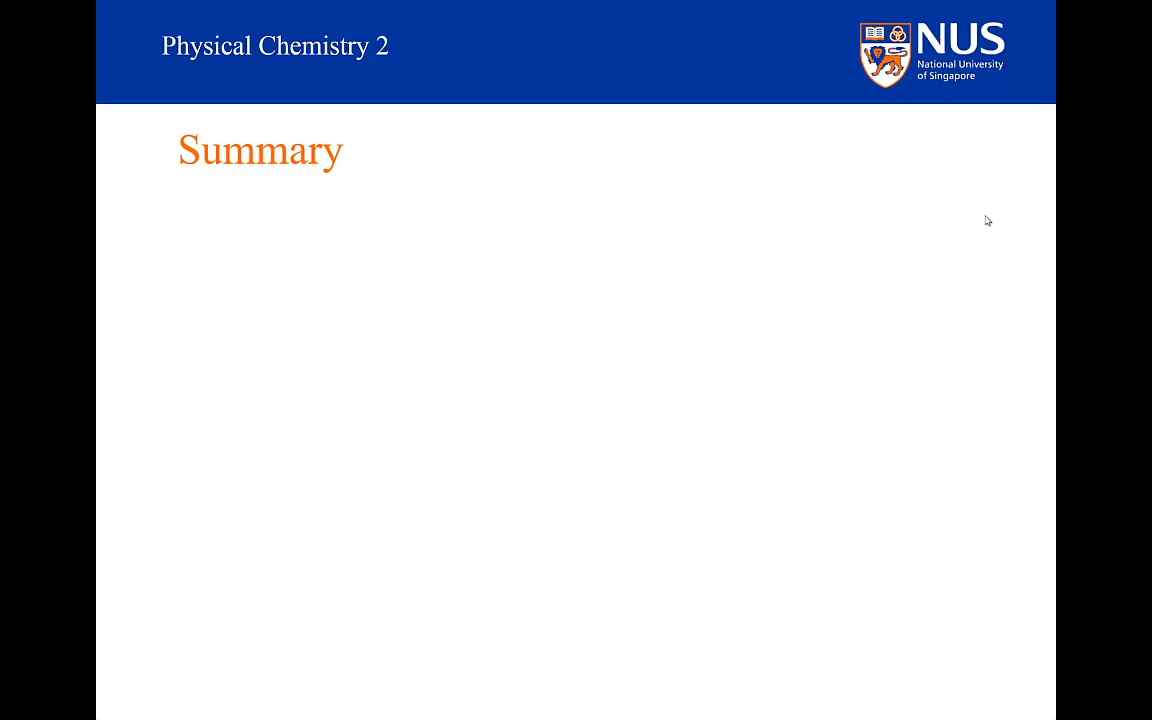 Physical Chemistry 2
NUS
National University
of Singapore
Summary